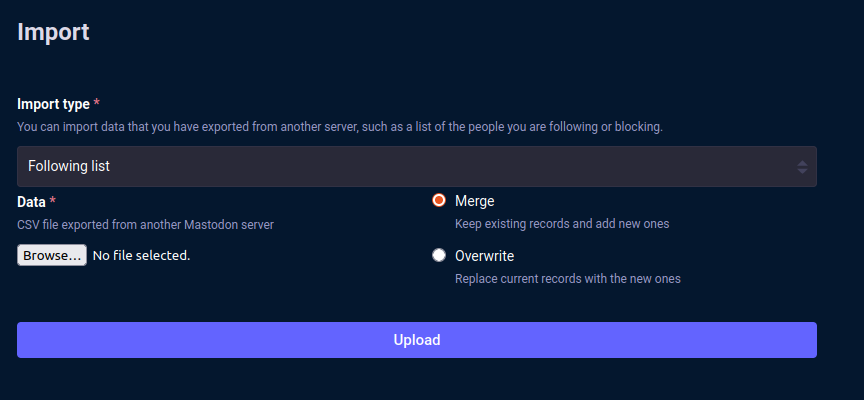 Import
Import type *
You can import data that you have exported from another server, such as a list of the people you are following or blocking.
Following list
Data *
CSV file exported from another Mastodon server
Browse... No file selected.
Merge
Keep existing records and add new ones
Overwrite
Replace current records with the new ones
Upload